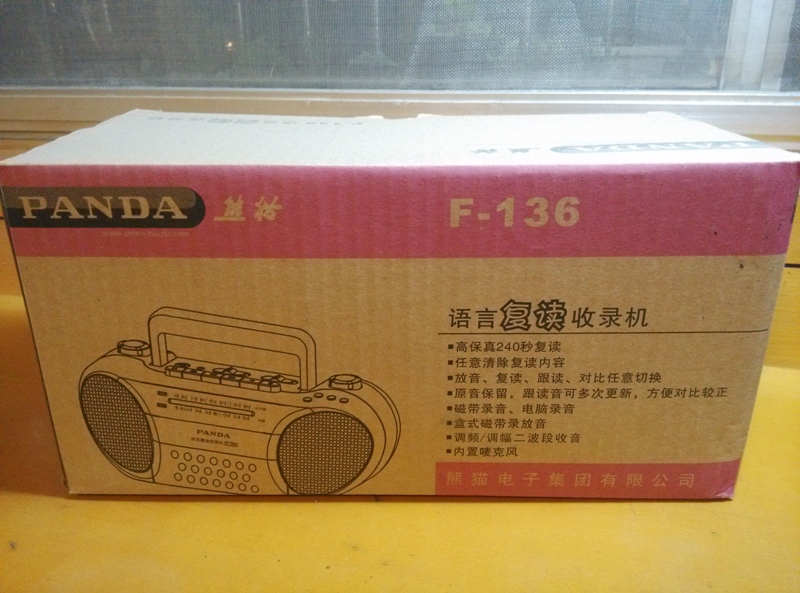 PANDA
F-136
语言复读收录机
▪高保真240秒复读
▪任意清除复读内容
▪放音、复读、跟读、对比任意切换
▪原音保留，跟读音可多次更新，方便对比较正
▪磁带录音、电脑录音
▪盒式磁带录放音
▪调频/调幅二波段收音
▪内置唛克风
PANDA
熊猫电子集团有限公司